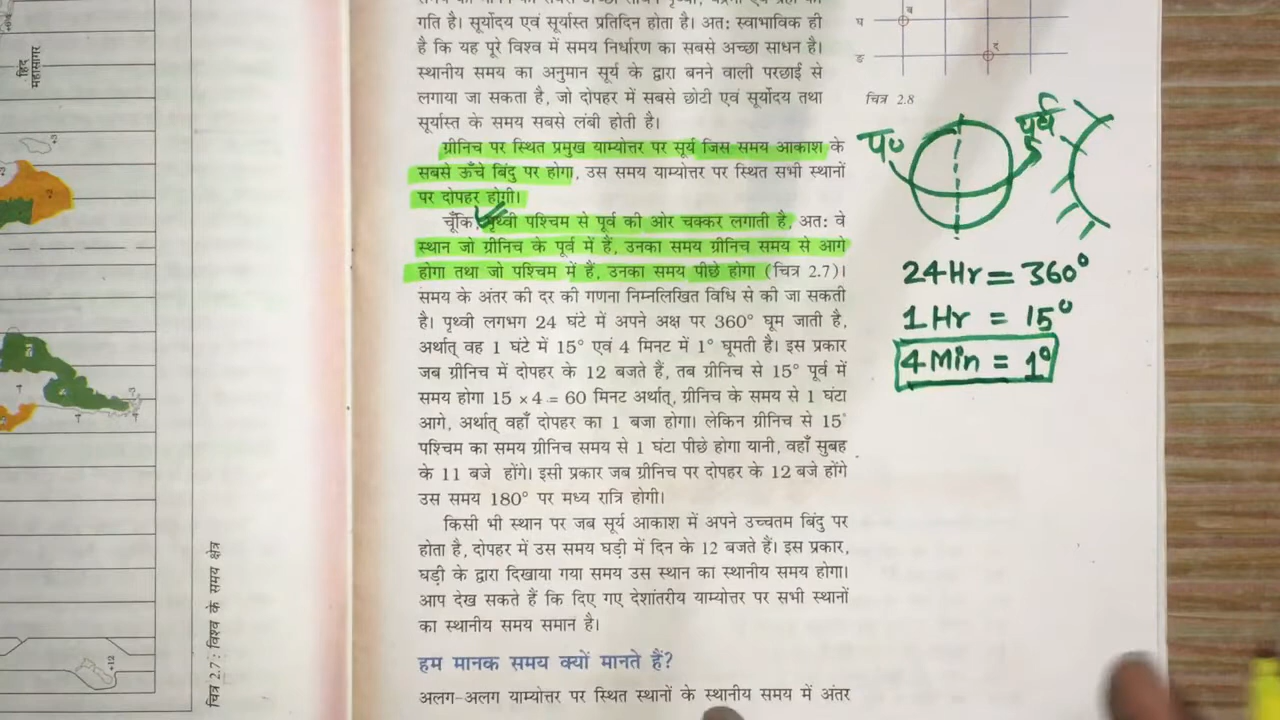 हिंद
महासागर
चित्र 2.7 : विश्व के समय क्षेत्र
+12
गति है। सूर्योदय एवं सूर्यास्त प्रतिदिन होता है। अत: स्वाभाविक ही
है कि यह पूरे विश्व में समय निर्धारण का सबसे अच्छा साधन है।
स्थानीय समय का अनुमान सूर्य के द्वारा बनने वाली परछाईं से
लगाया जा सकता है, जो दोपहर में सबसे छोटी एवं सूर्योदय तथा
सूर्यास्त के समय सबसे लंबी होती है।
ग्रीनिच पर स्थित प्रमुख याम्योत्तर पर सूर्य जिस समय आकाश के
सबसे ऊँचे बिंदु पर होगा, उस समय याम्योत्तर पर स्थित सभी स्थानों
पर दोपहर होगी।
चूँकि, पृथ्वी पश्चिम से पूर्व की ओर चक्कर लगाती है, अत: वे
स्थान जो ग्रीनिच के पूर्व में हैं, उनका समय ग्रीनिच समय से आगे
होगा तथा जो पश्चिम में हैं, उनका समय पीछे होगा (चित्र 2.7)।
समय के अंतर की दर की गणना निम्नलिखित विधि से की जा सकती
है। पृथ्वी लगभग 24 घंटे में अपने अक्ष पर 360° घूम जाती है,
अर्थात् वह 1 घंटे में 15° एवं 4 मिनट में 1° घूमती है। इस प्रकार
जब ग्रीनिच में दोपहर के 12 बजते हैं, तब ग्रीनिच से 15° पूर्व में
समय होगा 15 ×4 = 60 मिनट अर्थात्, ग्रीनिच के समय से 1 घंटा
आगे, अर्थात् वहाँ दोपहर का 1 बजा होगा। लेकिन ग्रीनिच से 15°
पश्चिम का समय ग्रीनिच समय से 1 घंटा पीछे होगा यानी, वहाँ सुबह
के 11 बजे होंगे। इसी प्रकार जब ग्रीनिच पर दोपहर के 12 बजे होंगे
उस समय 180° पर मध्य रात्रि होगी।
किसी भी स्थान पर जब सूर्य आकाश में अपने उच्चतम बिंदु पर
होता है, दोपहर में उस समय घड़ी में दिन के 12 बजते हैं। इस प्रकार,
घड़ी के द्वारा दिखाया गया समय उस स्थान का स्थानीय समय होगा।
आप देख सकते हैं कि दिए गए देशांतरीय याम्योत्तर पर सभी स्थानों
का स्थानीय समय समान है।
हम मानक समय क्यों मानते हैं?
अलग-अलग याम्योत्तर पर स्थित स्थानों के स्थानीय समय में अंतर
घ
ङ
चित्र 2.8
प०
पूर्व
24Hr = 360°
1 Hr = 15°
4 Min = 1°